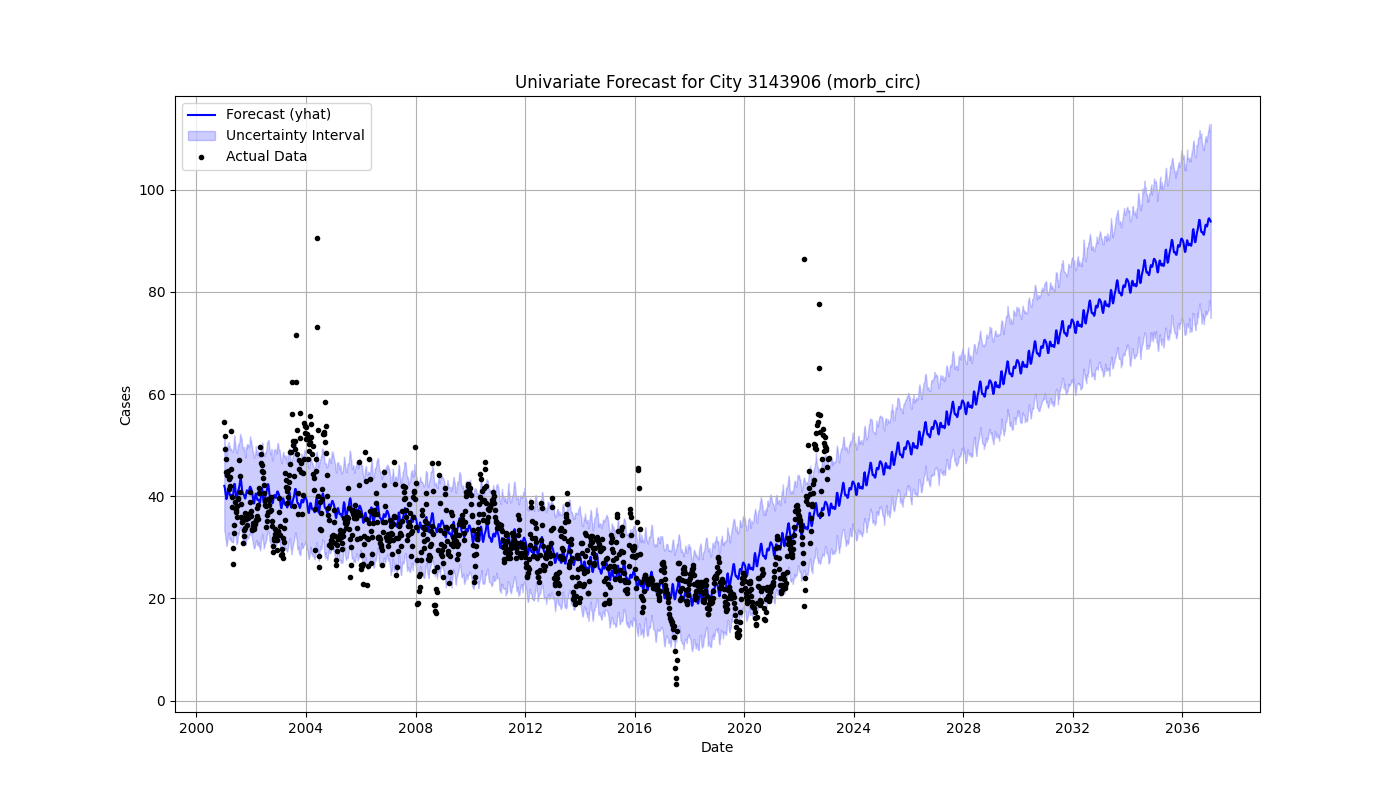 Univariate Forecast for City 3143906 (morb_circ)
Forecast (yhat)
Uncertainty Interval
Actual Data
100
80
60
40
20
0
Cases
2000 2004 2008 2012 2016 2020 2024 2028 2032 2036
Date